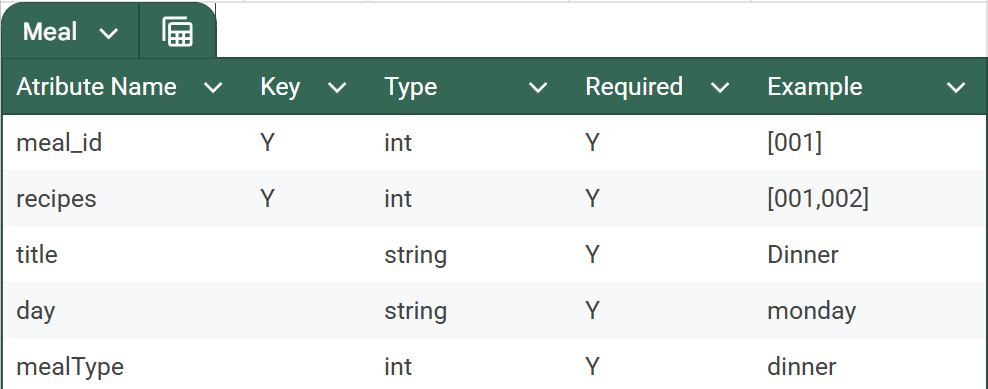 Meal
Atribute Name Key Type Required Example
meal_id Y int Y [001]
recipes Y int Y [001,002]
title string Y Dinner
day string Y monday
mealType int Y dinner